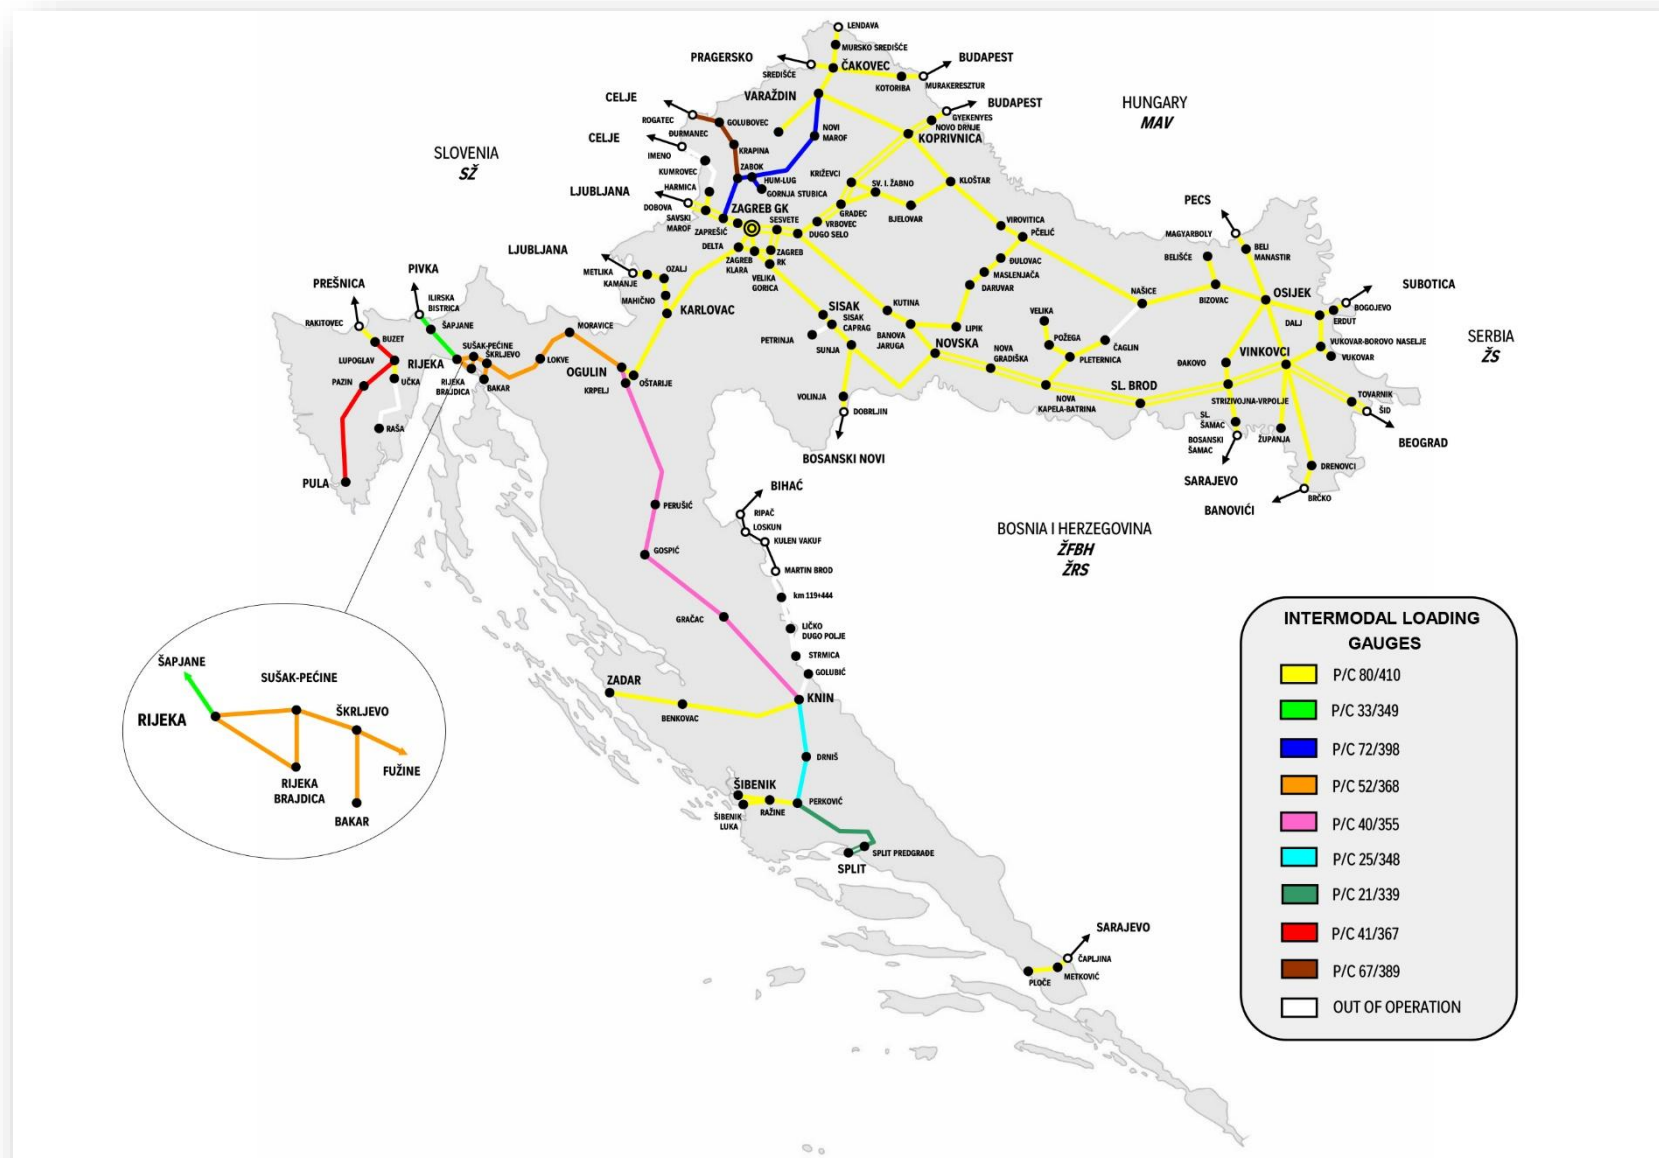 LENDAVA
MURSKO SREDIŠĆE
PRAGERSKO
SREDIŠĆE
ČAKOVEC
BUDAPEST
KOTORIBA
MURAKERESZTUR
CELJE
VARAŽDIN
BUDAPEST
HUNGARY
MAV
ROGATEC
GOLUBOVEC
GYEKENYES
NOVO DRNJE
ĐURMANEC
NOVI
MAROF
KOPRIVNICA
CELJE
SLOVENIA
SŽ
IMENO
KRAPINA
KUMROVEC
ZABOK
HUM-LUG
GORNJA STUBICA
KRIŽEVCI
SV. I. ŽABNO
KLOŠTAR
LJUBLJANA
HARMICA
DOBOVA
SAVSKI
MAROF
ZAGREB GK
ZAPREŠIĆ
SESVETE
GRADEC
VRBOVEC
DUGO SELO
BJELOVAR
VIROVITICA
PČELIĆ
PECS
MAGYARBOLY
BELI
MANASTIR
BELIŠĆE
DELTA
ZAGREB
KLARA
ZAGREB
RK
VELIKA
GORICA
LJUBLJANA
METLIKA
KAMANJE
OZALJ
MAHIČNO
KARLOVAC
ĐULOVAC
MASLENJAČA
DARUVAR
NAŠICE
BIZOVAC
OSIJEK
SUBOTICA
BOGOJEVO
ERDUT
DALJ
PIVKA
PREŠNICA
ILIRSKA
BISTRICA
RAKITOVEC
ŠAPJANE
BUZET
MORAVICE
SISAK
SISAK
CAPRAG
PETRINJA
SUNJA
KUTINA
BANOVA
JARUGA
LIPIK
NOVSKA
NOVA
GRADIŠKA
VELIKA
POŽEGA
PLETERNICA
ČAGLIN
ĐAKOVO
VINKOVCI
VUKOVAR-BOROVO NASELJE
VUKOVAR
SERBIA
ŽS
LUPOGLAV
RIJEKA
SUŠAK-PEĆINE
ŠKRLJEVO
LOKVE
PAZIN
UČKA
RIJEKA
BRAJDICA
BAKAR
OGULIN
KRPELJ
OŠTARIJE
VOLINJA
DOBRLJIN
NOVA
KAPELA-BATRINA
SL. BROD
STRIZIVOJNA-VRPOLJE
TOVARNIK
ŠID
BEOGRAD
SL.
ŠAMAC
BOSANSKI
ŠAMAC
ŽUPANJA
RAŠA
PULA
BOSANSKI NOVI
DRENOVCI
SARAJEVO
BRČKO
BANOVIĆI
BIHAĆ
RIPAČ
LOSKUN
KULEN VAKUF
MARTIN BROD
PERUŠIĆ
GOSPIĆ
BOSNIA I HERZEGOVINA
ŽFBH
ŽRS
km 119+444
GRAČAC
LIČKO
DUGO POLJE
STRMICA
GOLUBIĆ
ZADAR
BENKOVAC
KNIN
DRNIŠ
ŠIBENIK
ŠIBENIK
LUKA
RAŽINE
PERKOVIĆ
SPLIT PREDGRAĐE
SPLIT
SARAJEVO
ČAPLJINA
METKOVIĆ
PLOČE
ŠAPJANE
SUŠAK-PEĆINE
RIJEKA
ŠKRLJEVO
FUŽINE
RIJEKA
BRAJDICA
BAKAR
INTERMODAL LOADING
GAUGES
P/C 80/410
P/C 33/349
P/C 72/398
P/C 52/368
P/C 40/355
P/C 25/348
P/C 21/339
P/C 41/367
P/C 67/389
OUT OF OPERATION